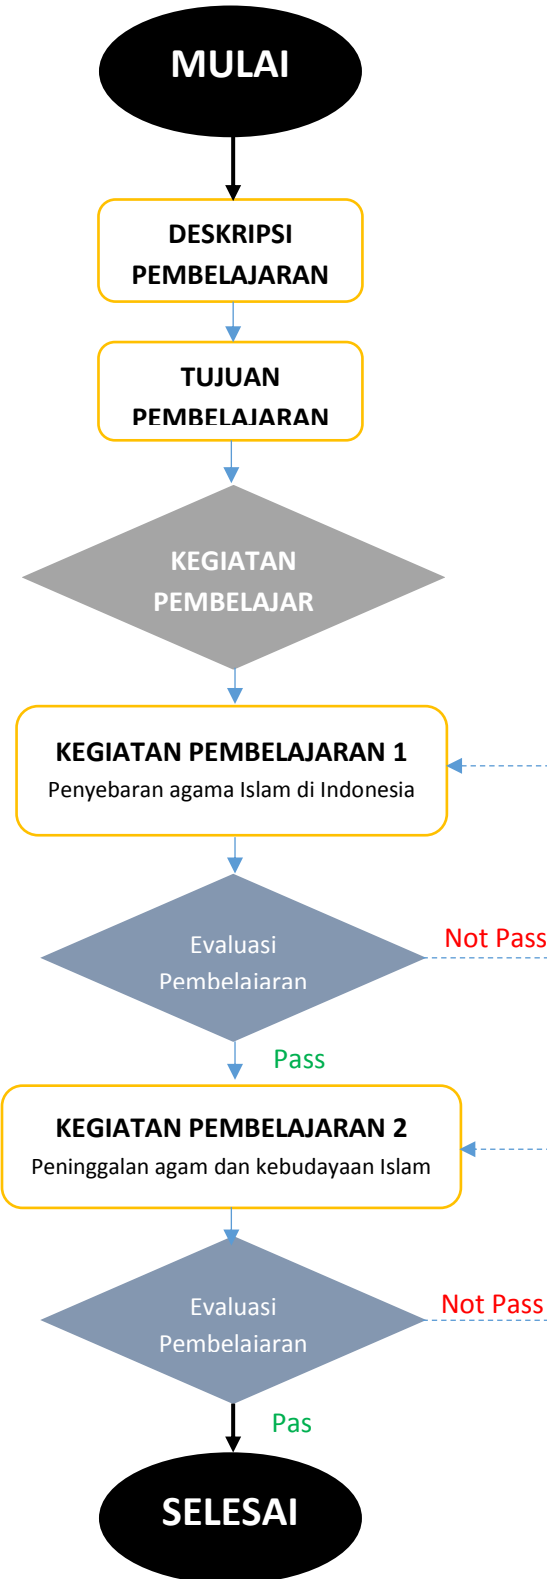 MULAI
DESKRIPSI
PEMBELAJARAN
TUJUAN
PEMBELAJARAN
KEGIATAN
PEMBELAJAR
KEGIATAN PEMBELAJARAN 1
Penyebaran agama Islam di Indonesia
Evaluasi
Pembelajaran
Not Pass
Pass
KEGIATAN PEMBELAJARAN 2
Peninggalan agam dan kebudayaan Islam
Evaluasi
Pembelajaran
Not Pass
Pas
SELESAI